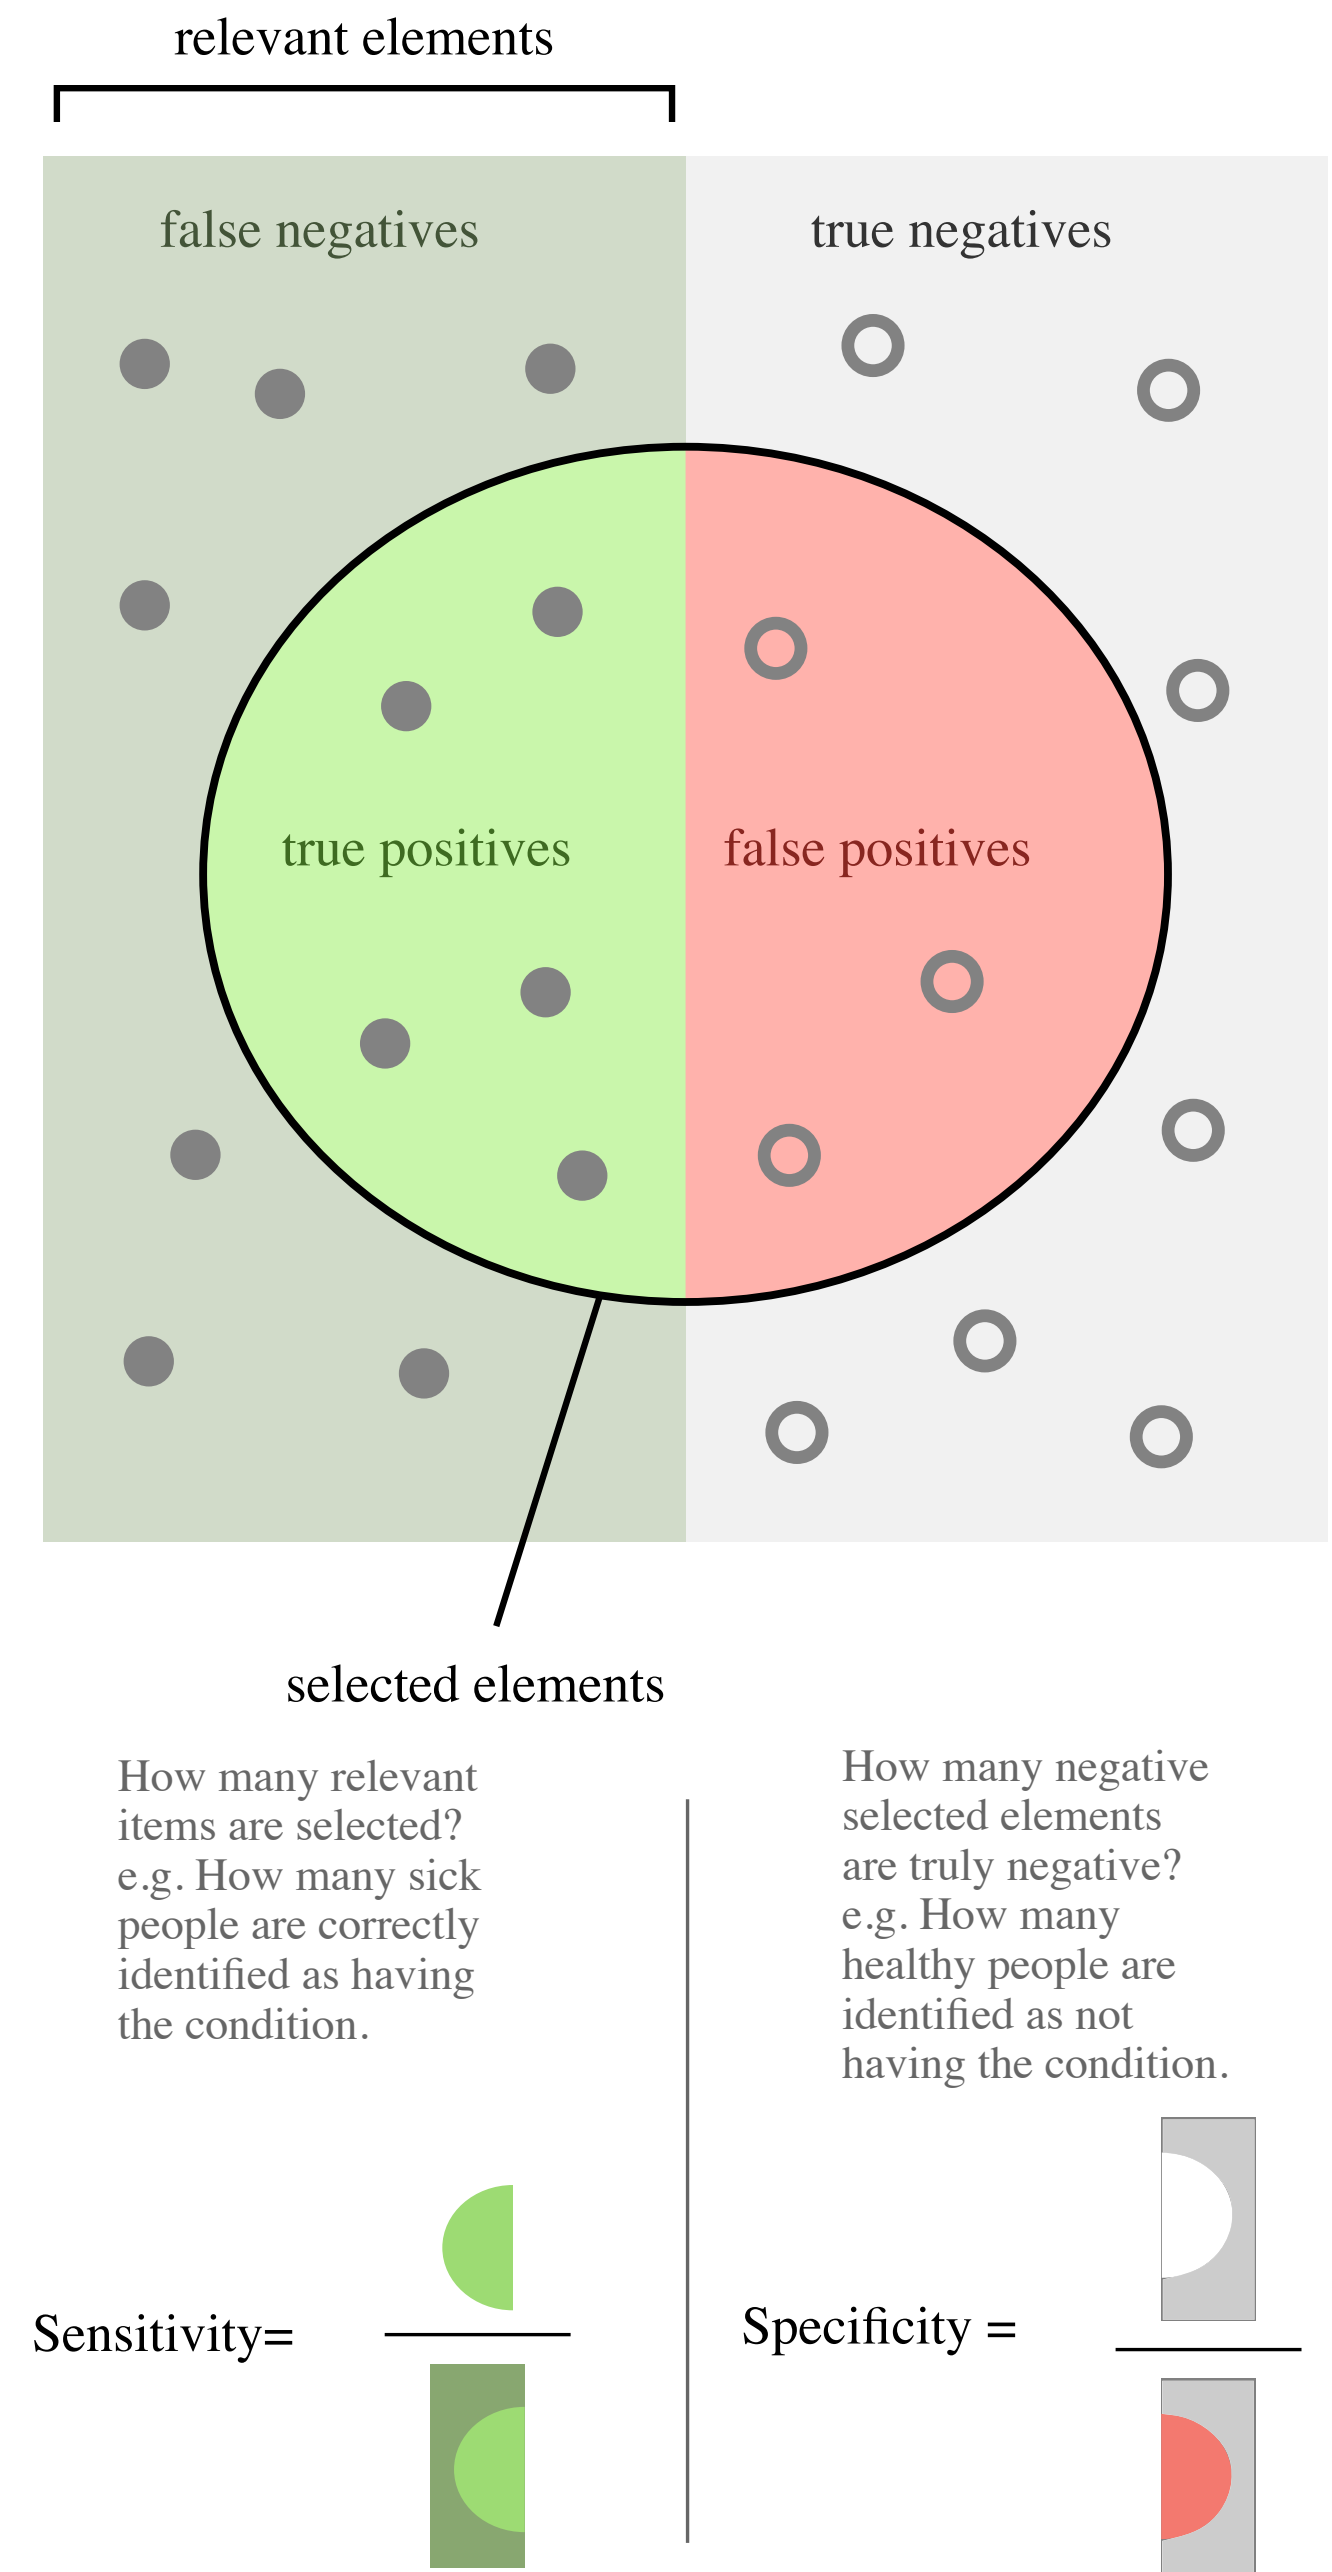 relevant elements
false negatives
true negatives
true positives
false positives
selected elements
How many relevant
items are selected?
e.g. How many sick
people are correctly
identified as having
the condition.
How many negative
selected elements
are truly negative?
e.g. How many
healthy people are
identified as not
having the condition.
Sensitivity=
Specificity =